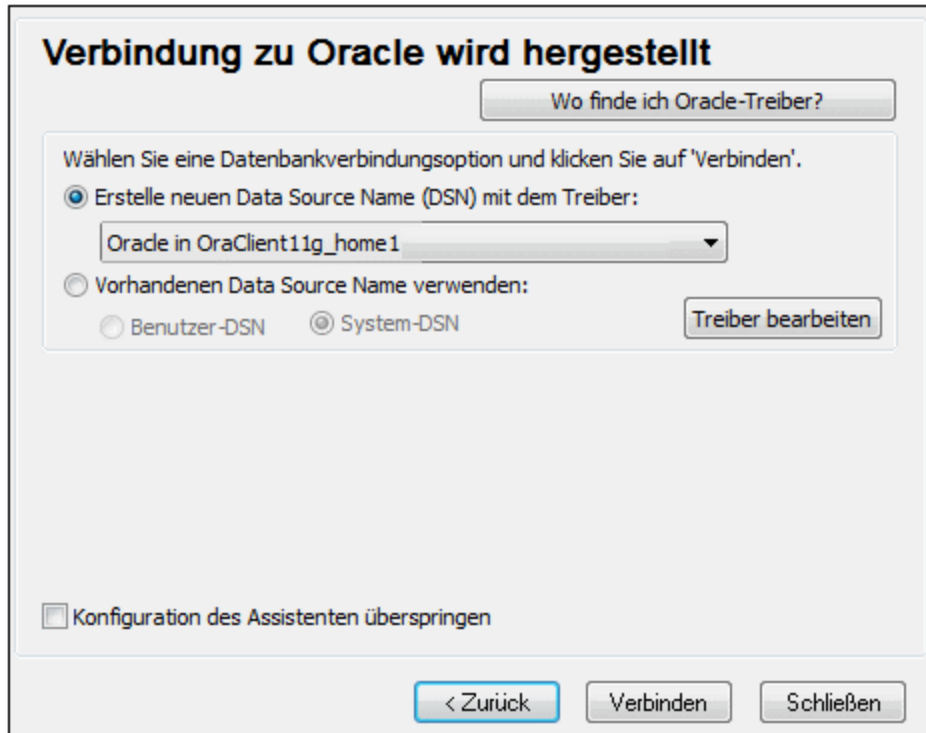 Verbindung zu Oracle wird hergestellt
Wo finde ich Oracle-Treiber?
Wählen Sie eine Datenbankverbindungsoption und klicken Sie auf 'Verbinden'.
Erstelle neuen Data Source Name (DSN) mit dem Treiber:
Oracle in OraClient11g_home1
Vorhandenen Data Source Name verwenden:
Benutzer-DSN System-DSN Treiber bearbeiten
Konfiguration des Assistenten überspringen
< Zurück Verbinden Schließen